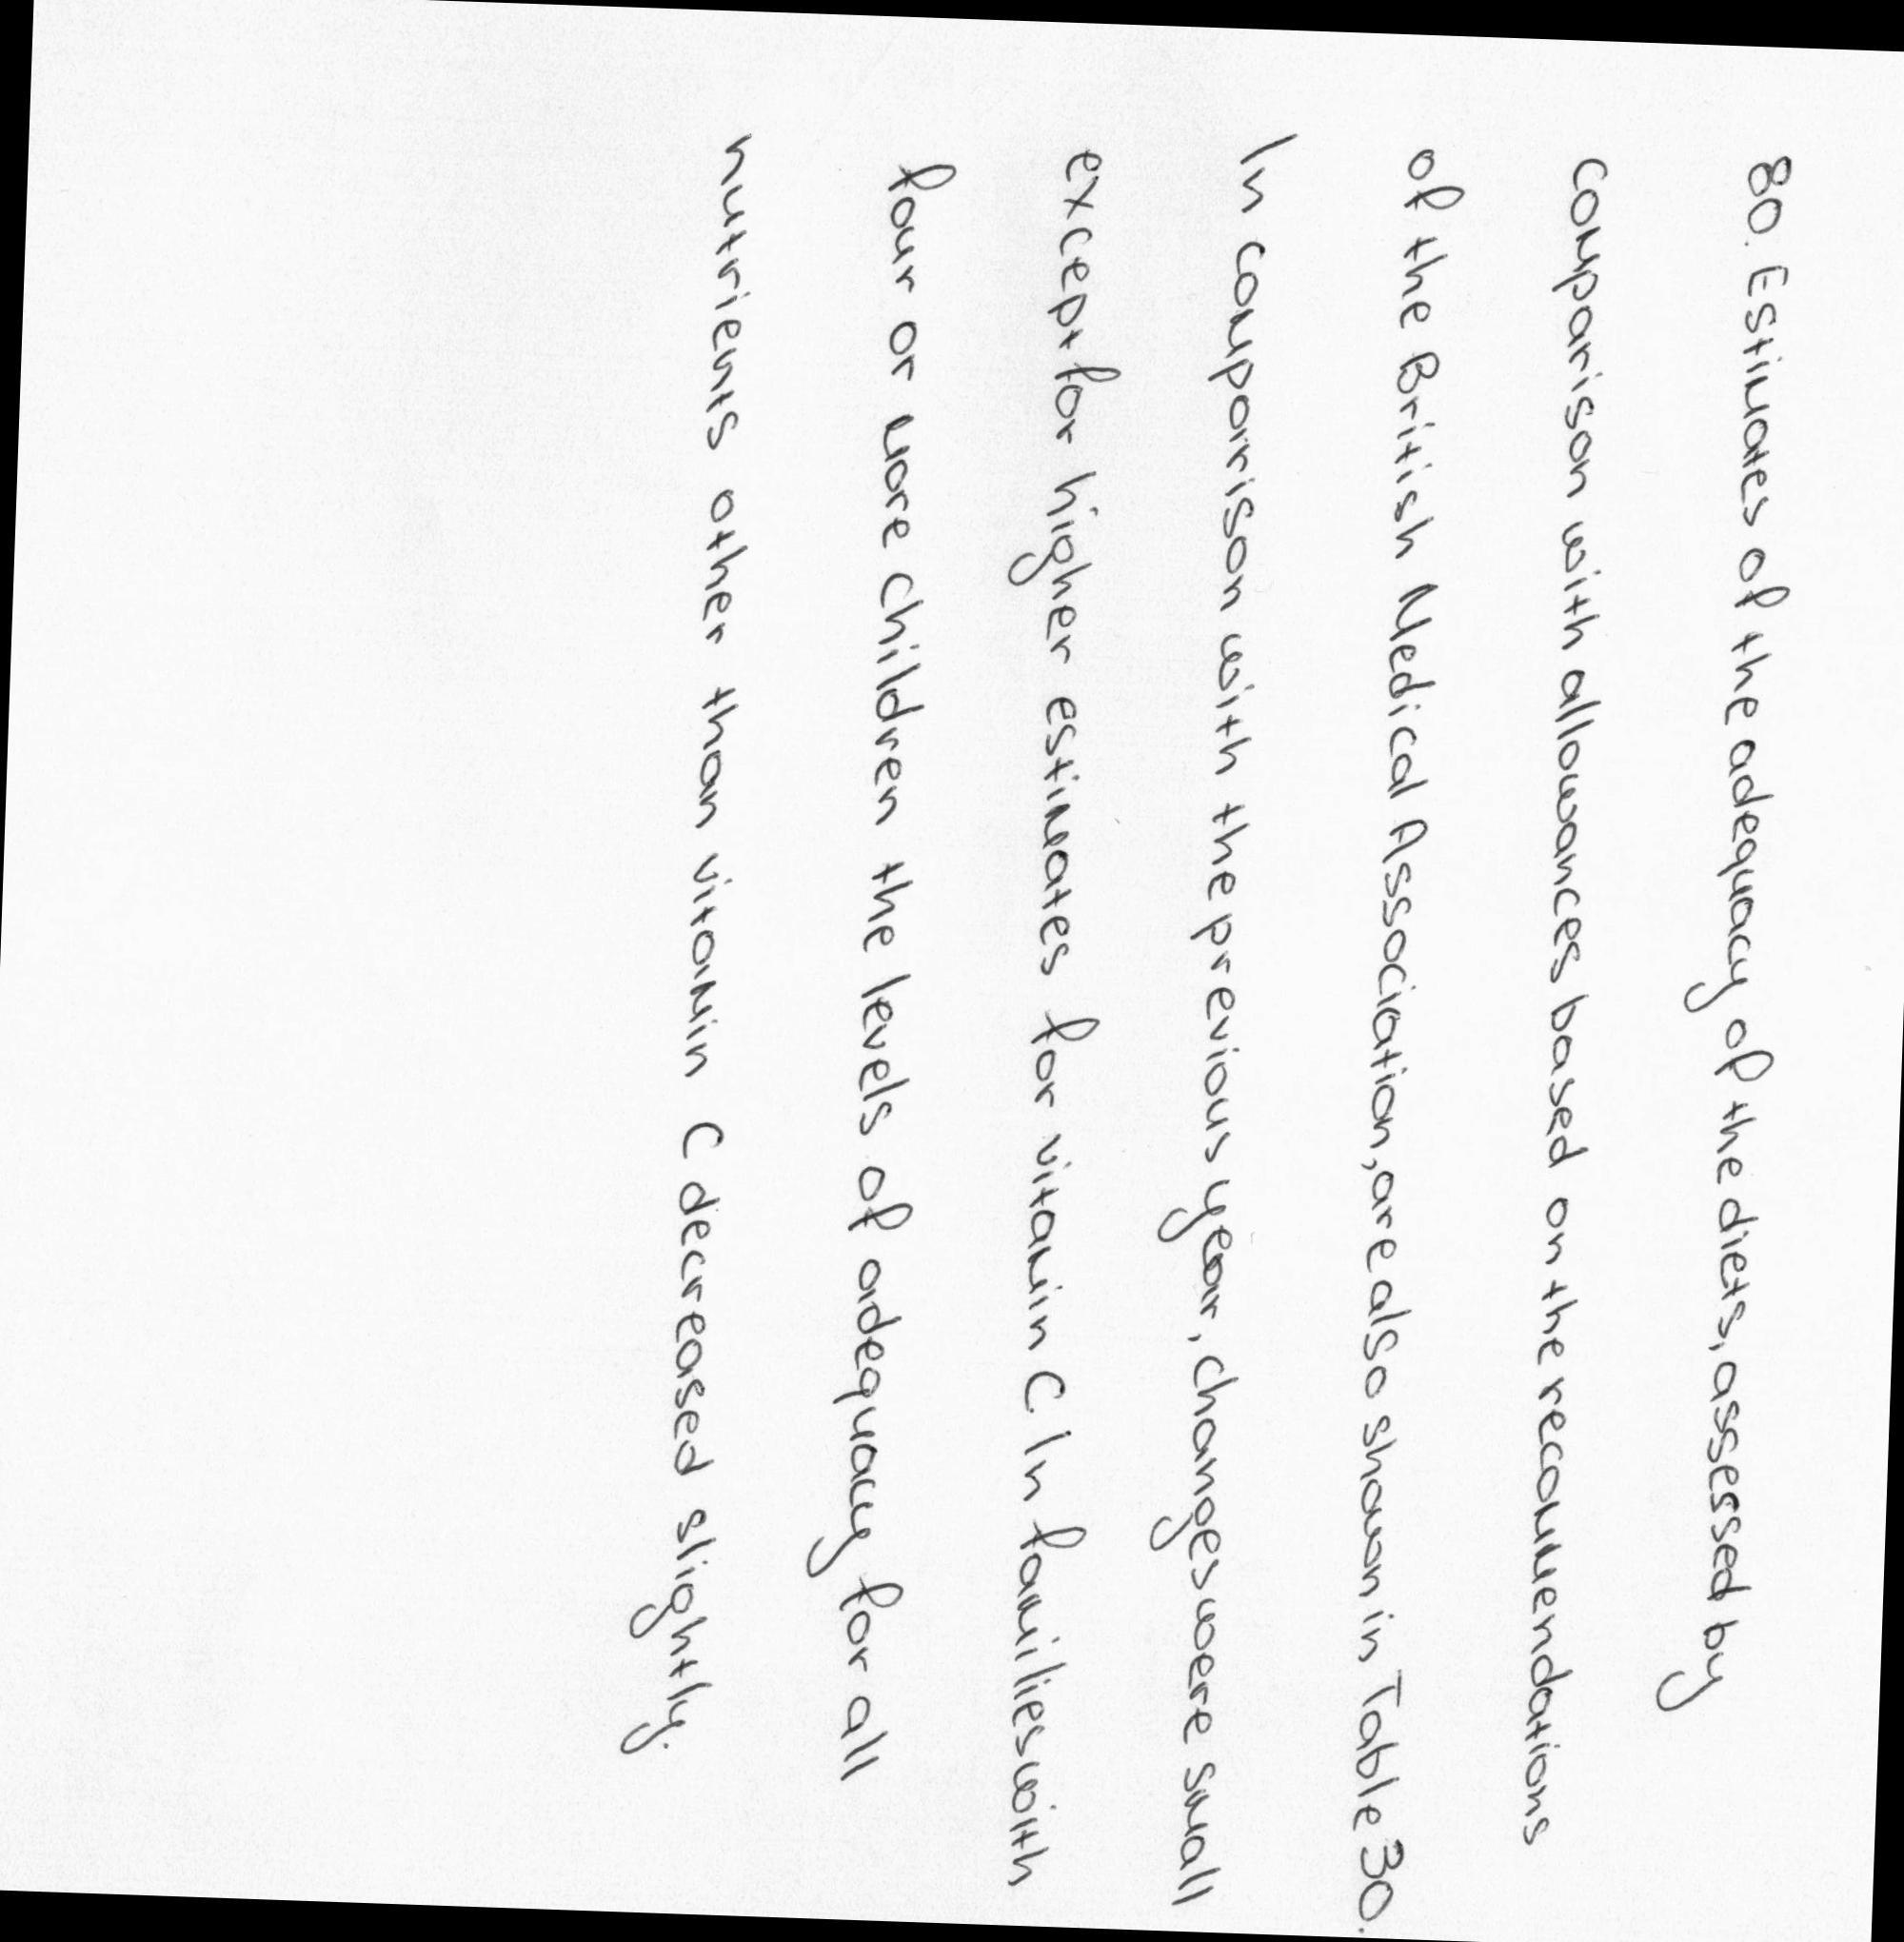 80. Estimates of the adequacy of the diets, assessed by
comparison with allowances based on the recommendations
of the British Medical Association, are also shown in Table 30.
In comparison with the previous year, changes were small
except for higher estimates for vitamin C. In families with
four or more children the levels of adequacy for all
nutrients other than vitamin C decreased slightly.